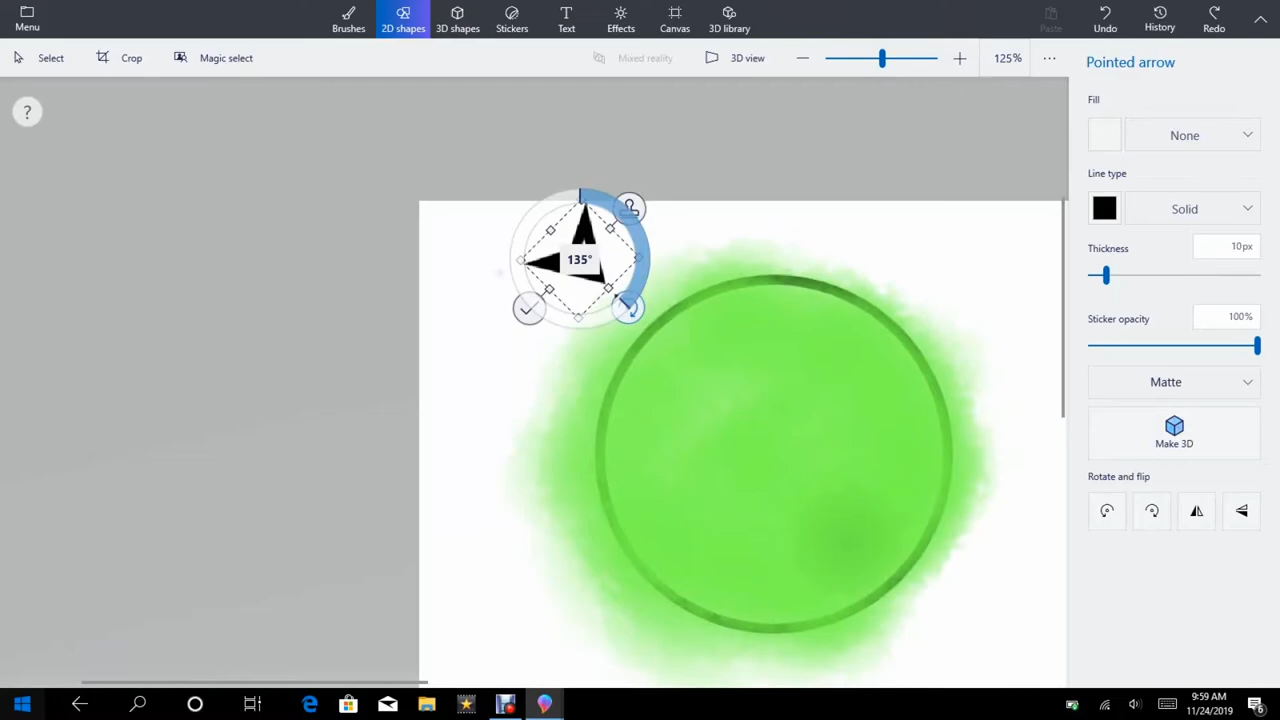 Menu
Brushes
2D shapes
3D shapes
Stickers
Text
Effects
Canvas
3D library
Paste
Undo
History
Redo
Select
Crop
Magic select
Mixed reality
3D view
125%
Pointed arrow
?
Fill
None
Line type
Solid
Thickness
10px
135°
Sticker opacity
100%
Matte
Make 3D
Rotate and flip
9:59 AM
11/24/2019
6